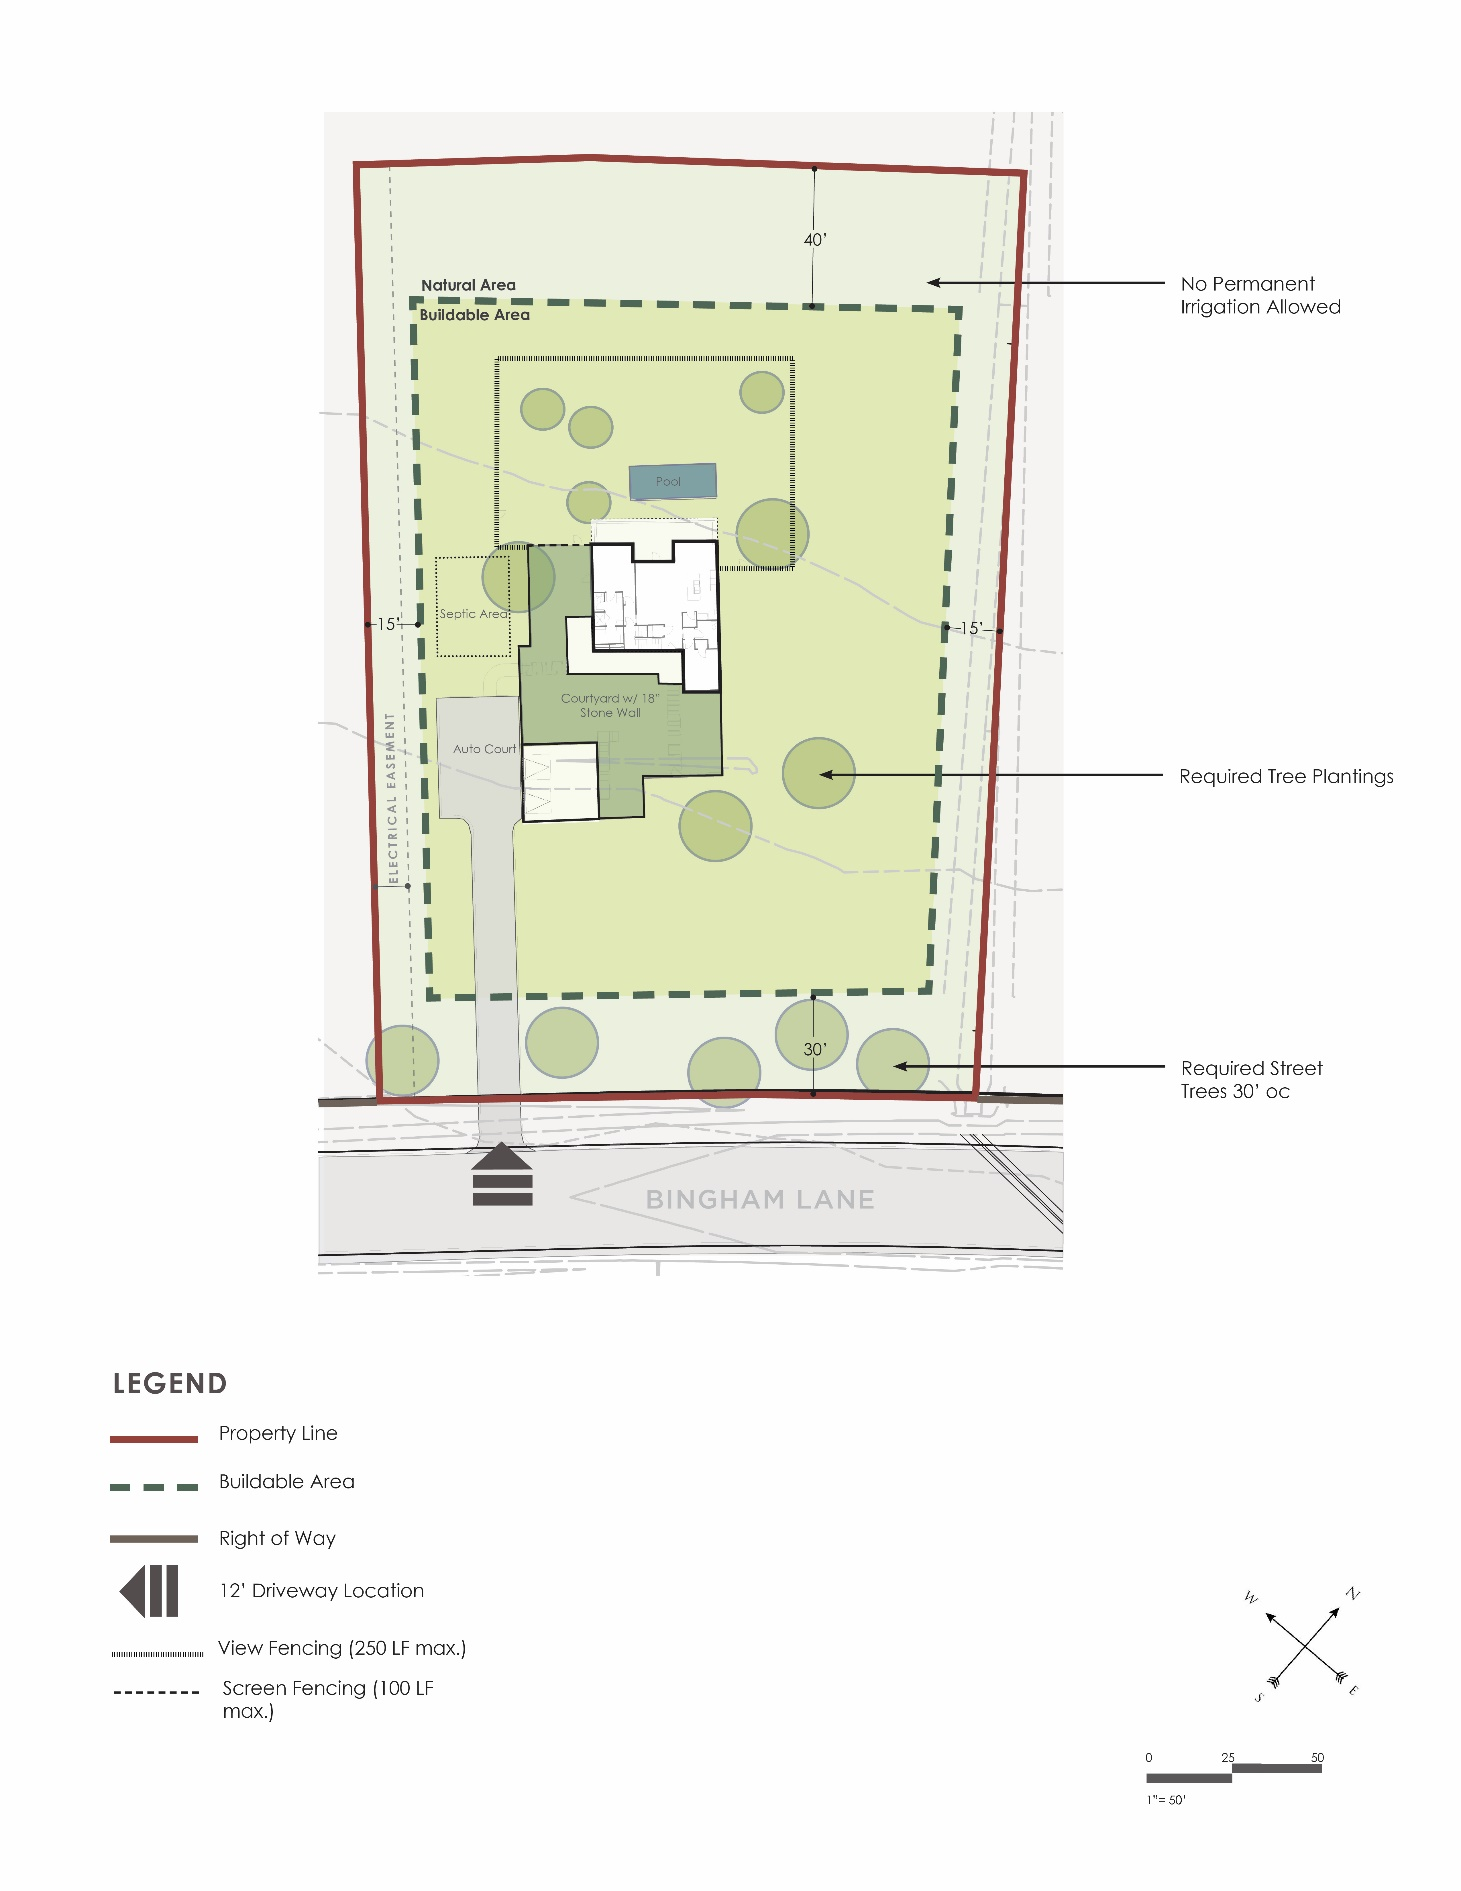 40'
Natural Area
Buildable Area
No Permanent
Irrigation Allowed
Pool
Septic Area
15'
15'
Courtyard w/ 18"
Stone Wall
Auto Court
ELECTRICAL EASEMENT
Required Tree Plantings
30'
Required Street
Trees 30' oc
BINGHAM LANE
LEGEND
Property Line
Buildable Area
Right of Way
12' Driveway Location
View Fencing (250 LF max.)
Screen Fencing (100 LF
max.)
W
N
S
E
0 25 50
1"= 50'